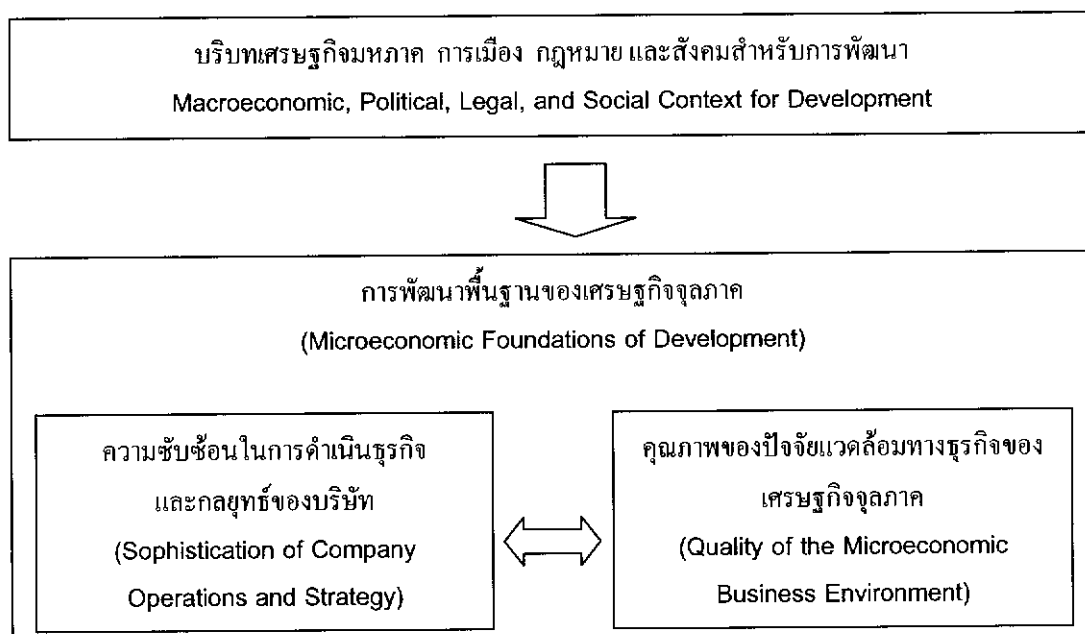 บริบทเศรษฐกิจมหภาค การเมือง กฎหมาย และสังคมสำหรับการพัฒนา
Macroeconomic, Political, Legal, and Social Context for Development
การพัฒนาพื้นฐานของเศรษฐกิจจุลภาค
(Microeconomic Foundations of Development)
ความซับซ้อนในการดำเนินธุรกิจ
และกลยุทธ์ของบริษัท
(Sophistication of Company
Operations and Strategy)
คุณภาพของปัจจัยแวดล้อมทางธุรกิจของ
เศรษฐกิจจุลภาค
(Quality of the Microeconomic
Business Environment)